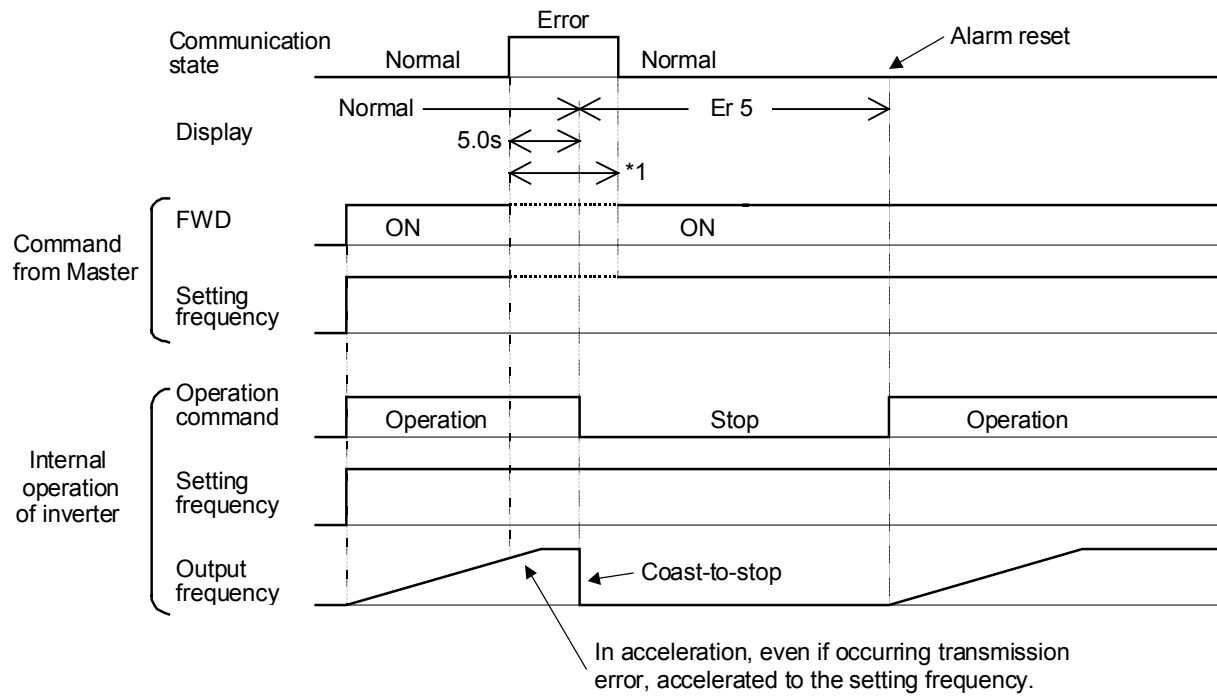 Error
Communication
state
Normal
Normal
Alarm reset
Normal
Er 5
Display
5.0s
*1
Command
from Master
FWD
ON
ON
Setting
frequency
Internal
operation
of inverter
Operation
command
Operation
Stop
Operation
Setting
frequency
Output
frequency
Coast-to-stop
In acceleration, even if occurring transmission
error, accelerated to the setting frequency.